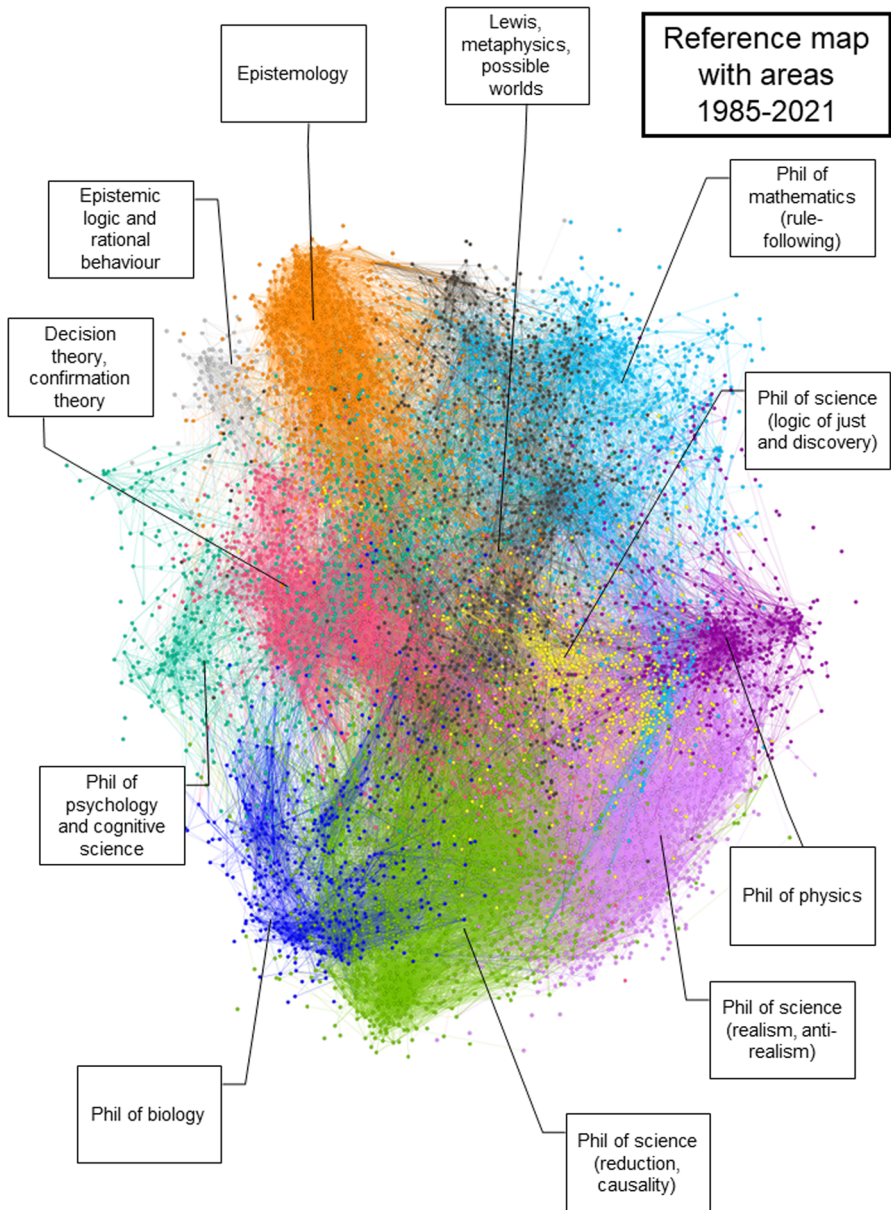 Reference map
with areas
1985-2021
Lewis,
metaphysics,
possible
worlds
Epistemology
Phil of
mathematics
(rule-
following)
Epistemic
logic and
rational
behaviour
Decision
theory,
confirmation
theory
Phil of science
(logic of just
and discovery)
Phil of
psychology
and cognitive
science
Phil of physics
Phil of science
(realism, anti-
realism)
Phil of biology
Phil of science
(reduction,
causality)